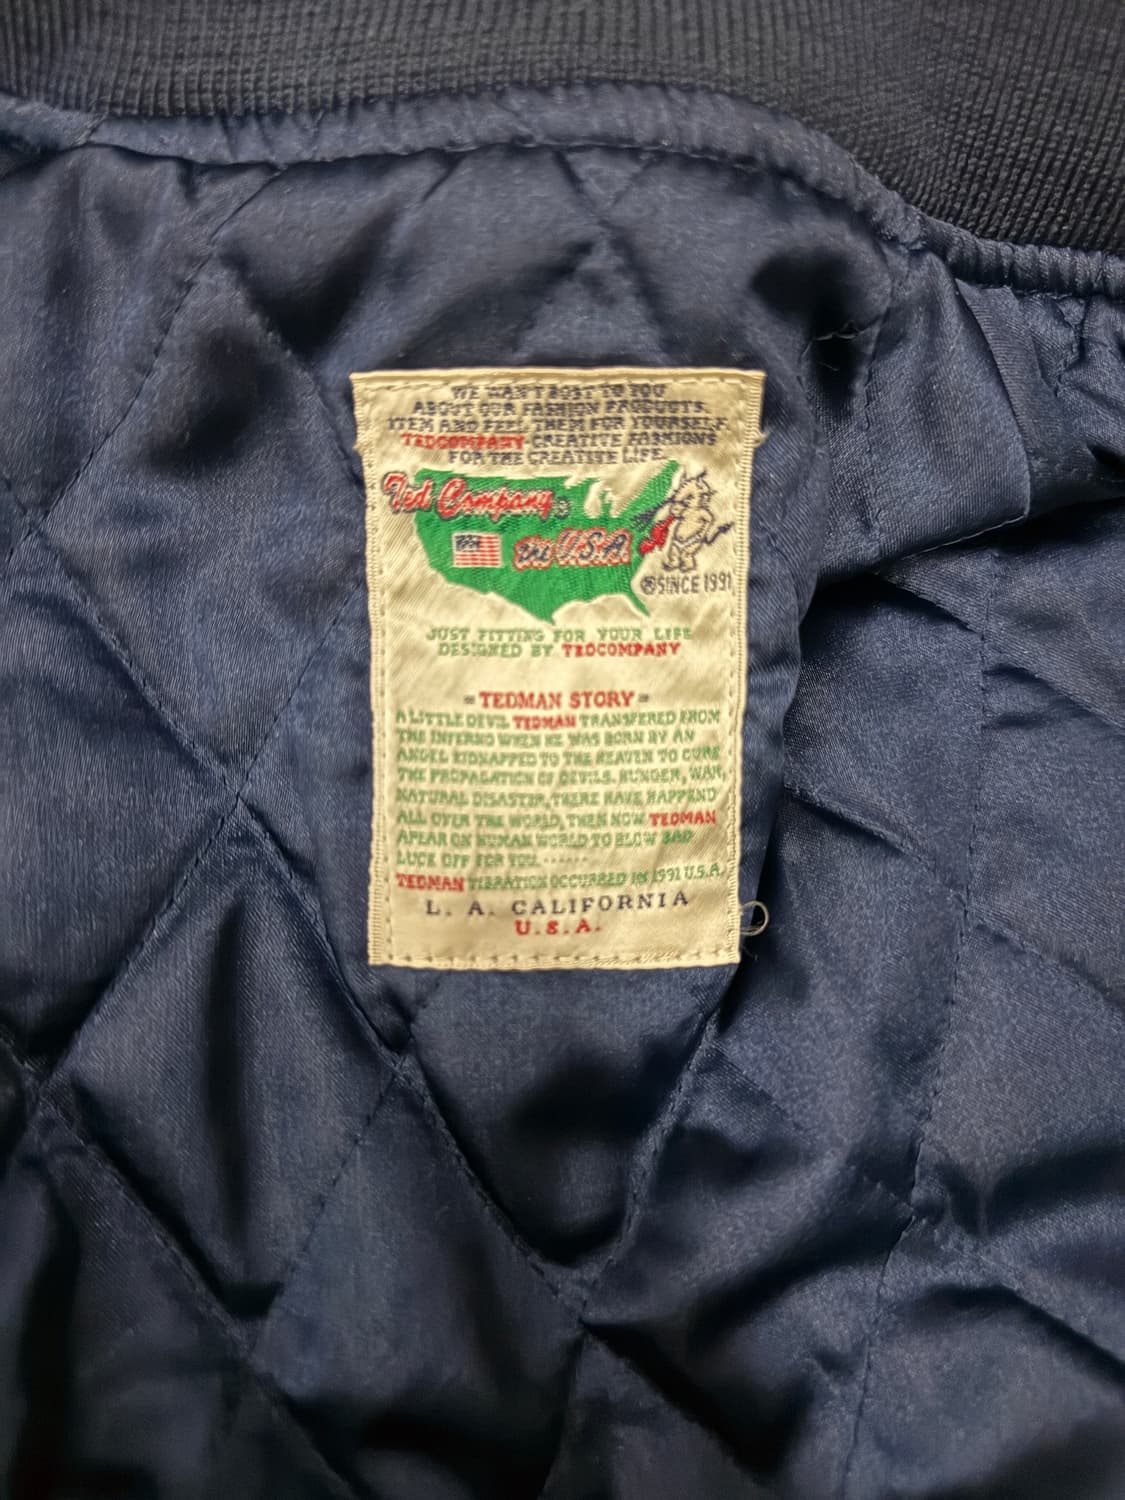 WE WANT BOST TO YOU
ABOUT OUR FASHION PRODUCTS.
ITEM AND FEEL THEM FOR YOURSELF.
TEDCOMPANY CREATIVE FASHIONS
FOR THE CREATIVE LIFE.
Ted Company®
the U.S.A.
®SINCE 1991
JUST FITTING FOR YOUR LIFE
DESIGNED BY TEDCOMPANY
=TEDMAN STORY=
A LITTLE DEVIL TEDMAN TRANSFERED FROM
THE INFERNO WHEN HE WAS BORN BY AN
ANGEL KIDNAPPED TO THE HEAVEN TO CURE
THE PROPAGATION OF DEVILS. HUNGER, WAR,
NATURAL DISASTER, THERE HAVE HAPPEND
ALL OVER THE WORLD, THEN NOW TEDMAN
APEAR ON HUMAN WORLD TO BLOW BAD
LUCK OFF FOR YOU. ······
TEDMAN VIBRATION OCCURRED IN 1991 U.S.A.
L. A. CALIFORNIA
U.S.A.